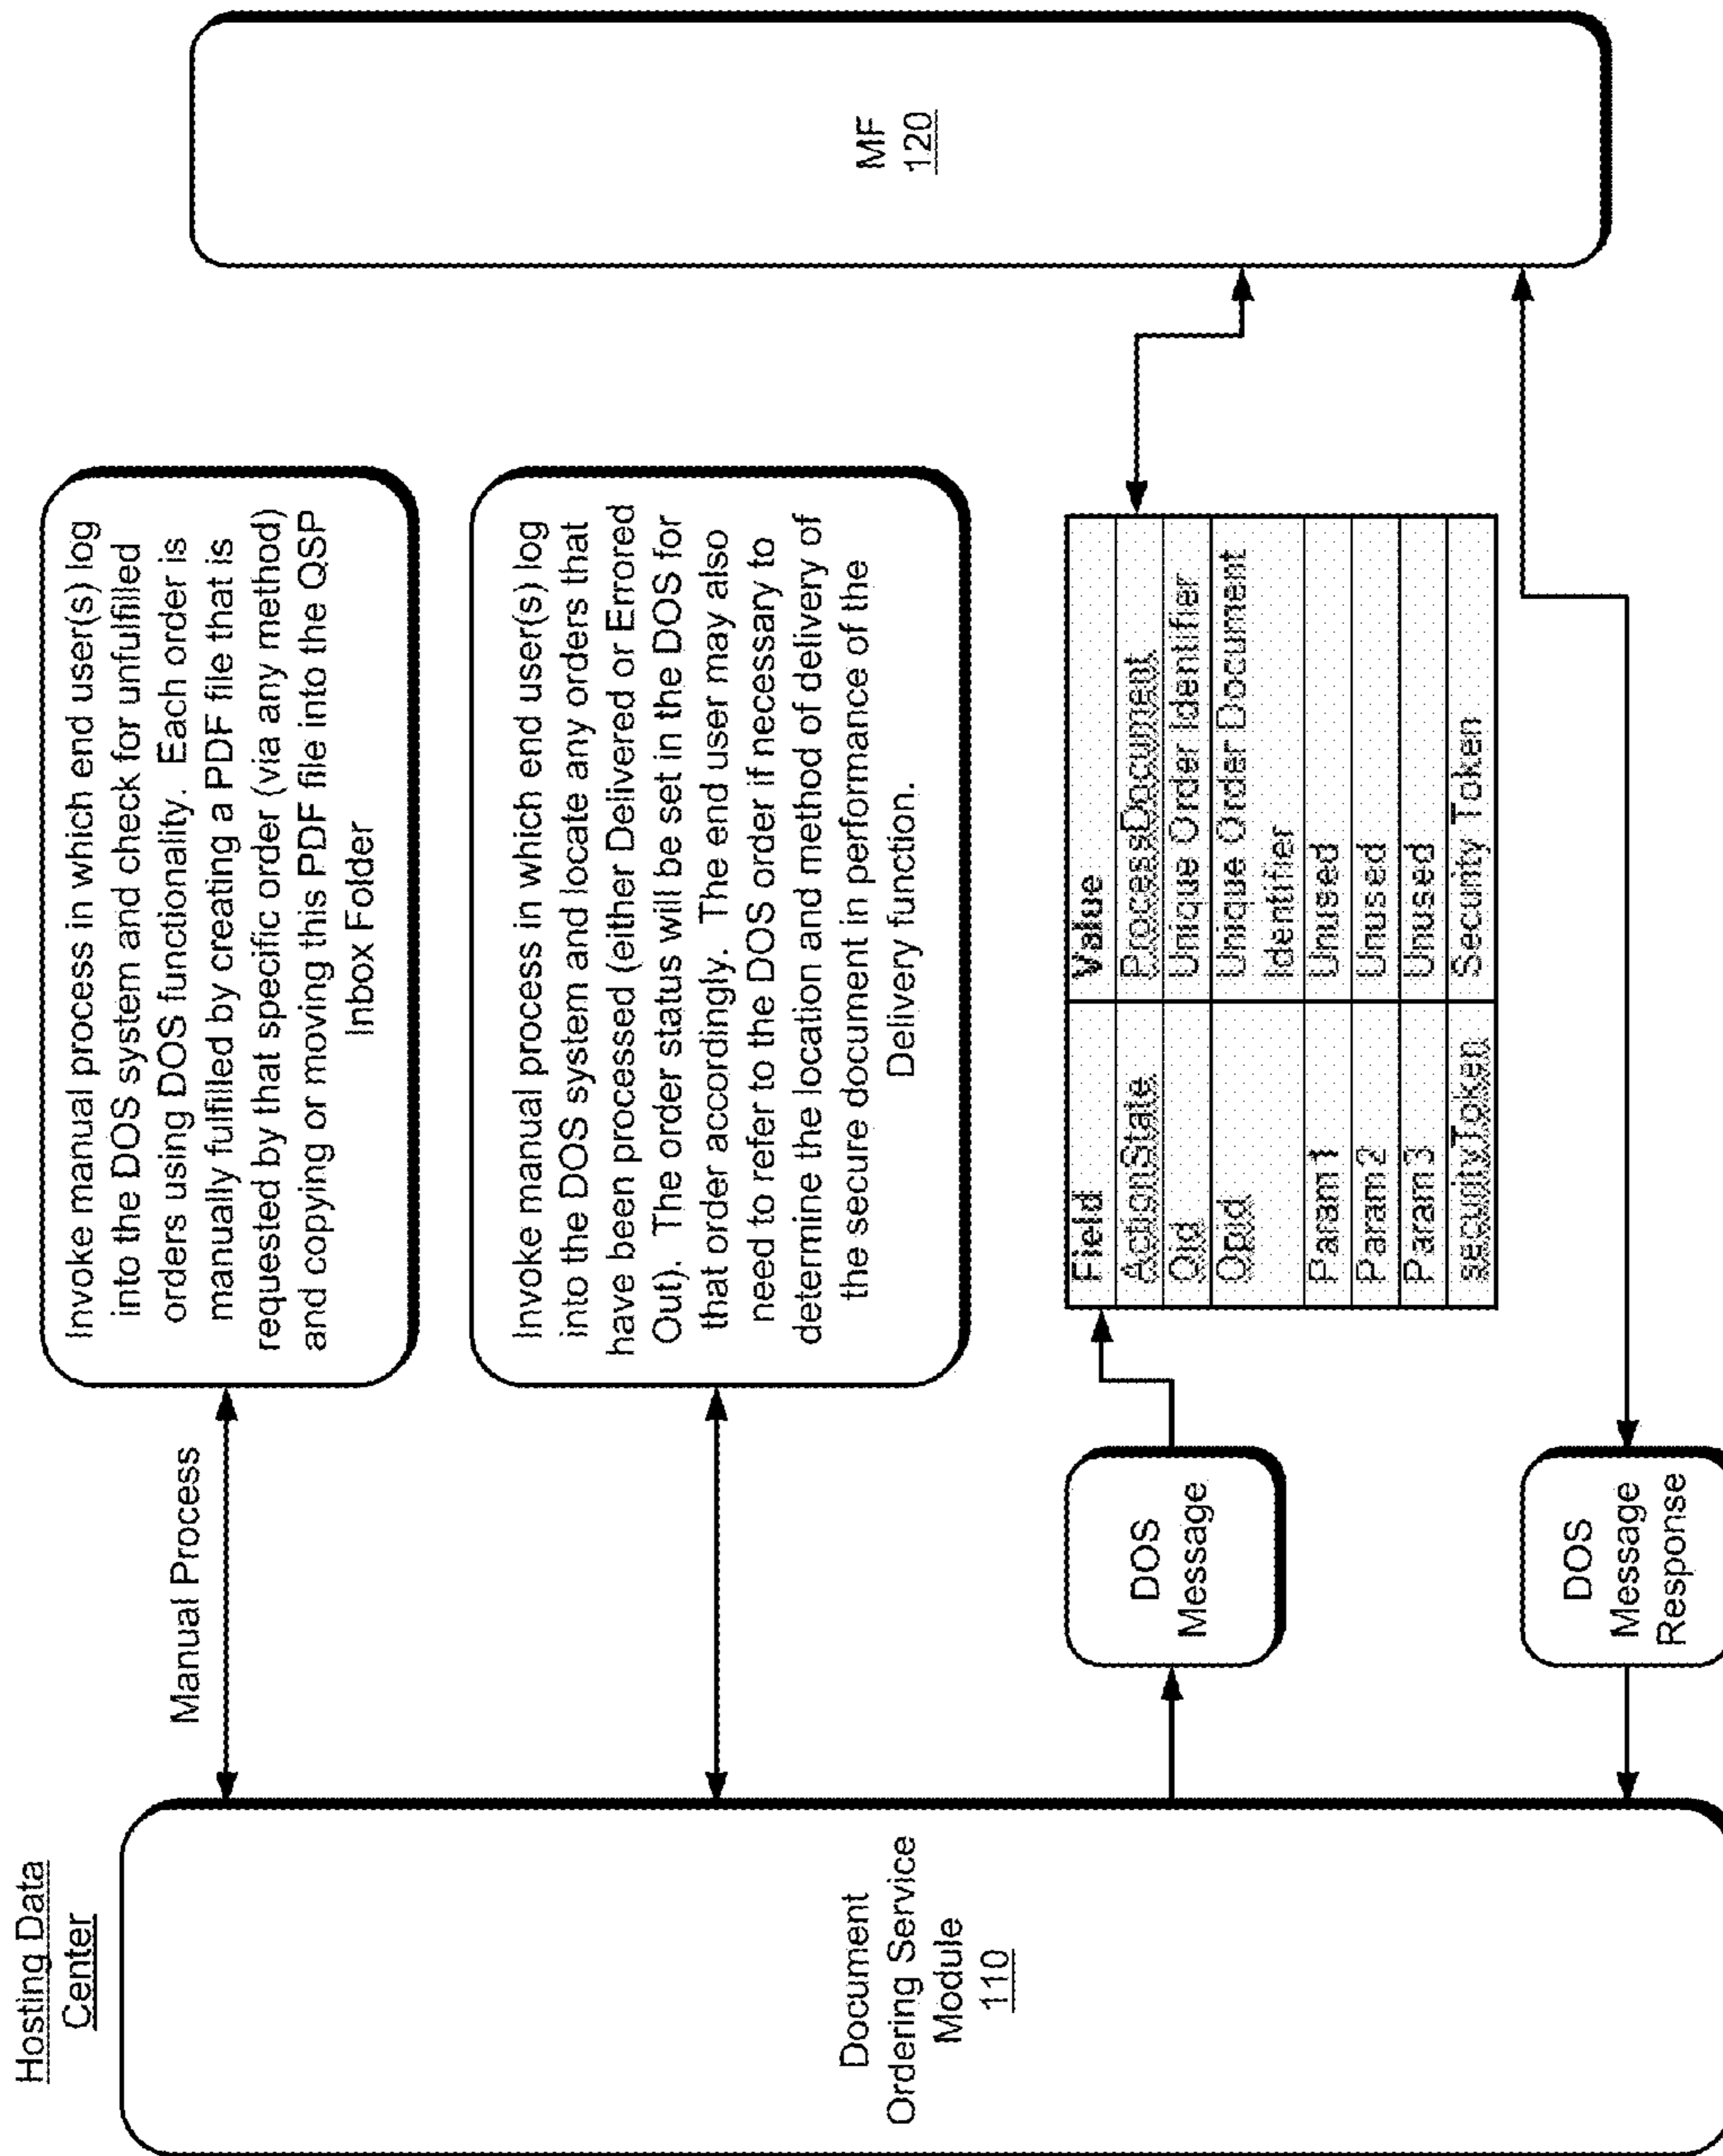 Hosting Data
Center
Document
Ordering Service
Module
110
Manual Process
Invoke manual process in which end user(s) log
into the DOS system and check for unfulfilled
orders using DOS functionality. Each order is
manually fulfilled by creating a PDF file that is
requested by that specific order (via any method)
and copying or moving this PDF file into the QSP
Inbox Folder
Invoke manual process in which end user(s) log
into the DOS system and locate any orders that
have been processed (either Delivered or Errored
Out). The order status will be set in the DOS for
that order accordingly. The end user may also
need to refer to the DOS order if necessary to
determine the location and method of delivery of
the secure document in performance of the
Delivery function.
DOS
Message
Field Value
ActionState ProcessDocument
Oid Unique Order Identifier
Opid Unique Order Document
Identifier
Param1 Unused
Param2 Unused
Param3 Unused
securityToken Security Token
DOS
Message
Response
MF
120